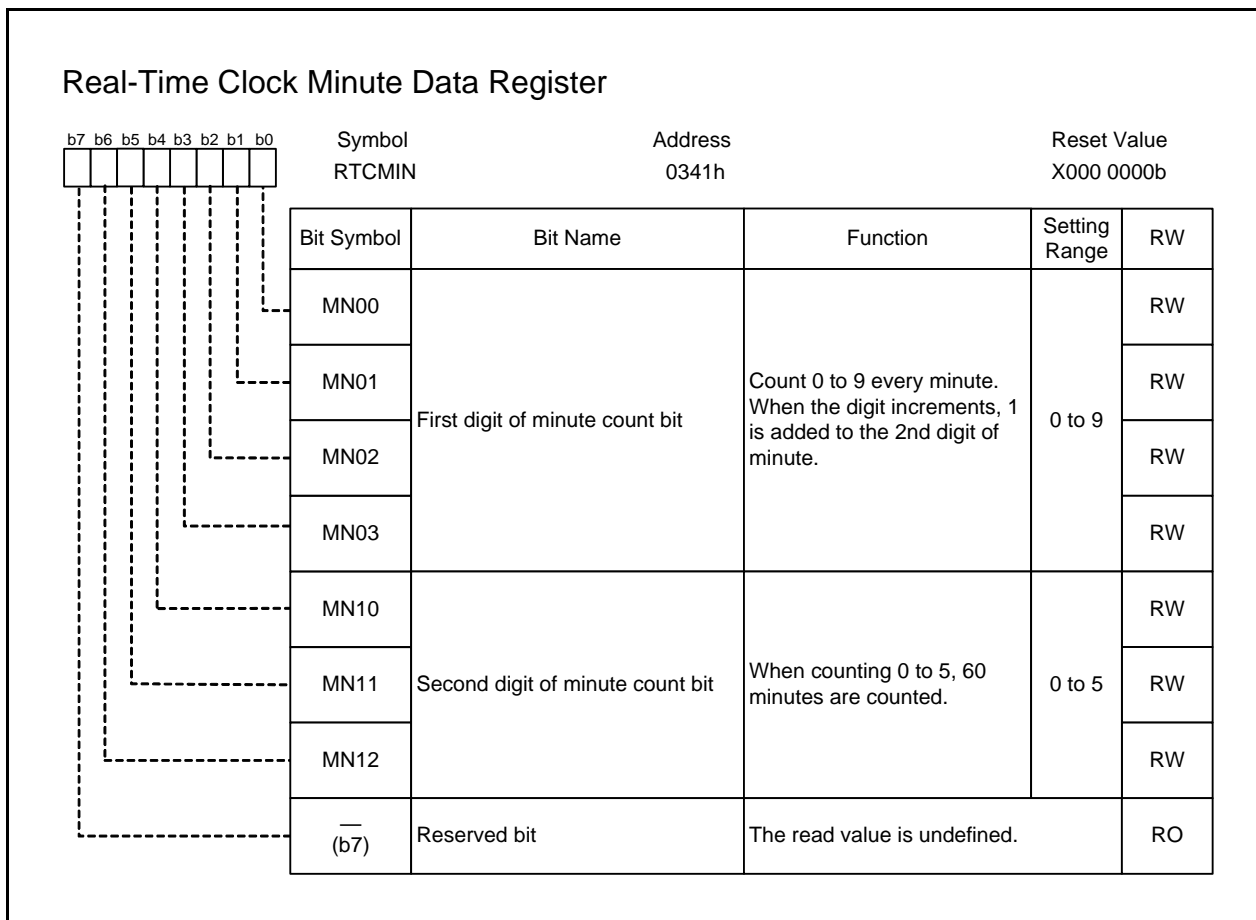 Real-Time Clock Minute Data Register
b7 b6 b5 b4 b3 b2 b1 b0
Symbol Address Reset Value
RTCMIN 0341h X000 0000b
Bit Symbol Bit Name Function Setting Range RW
MN00 RW
MN01 RW
MN02 RW
MN03 RW
First digit of minute count bit
Count 0 to 9 every minute.
When the digit increments, 1
is added to the 2nd digit of
minute.
0 to 9
MN10 RW
MN11 RW
MN12 RW
Second digit of minute count bit
When counting 0 to 5, 60
minutes are counted.
0 to 5
—
(b7) Reserved bit The read value is undefined. RO